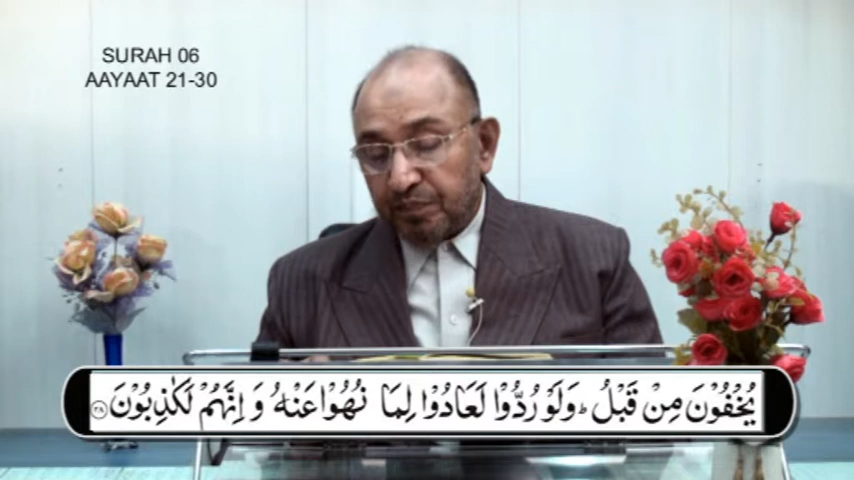 SURAH 06
AAYAAT 21-30
يُخْفُوْنَ مِنْ قَبْلُ ؕ وَلَوْ رُدُّوْا لَعَادُوْا لِمَا نُهُوْا عَنْهُ وَ اِنَّهُمْ لَكٰذِبُوْنَ ۝۲۸